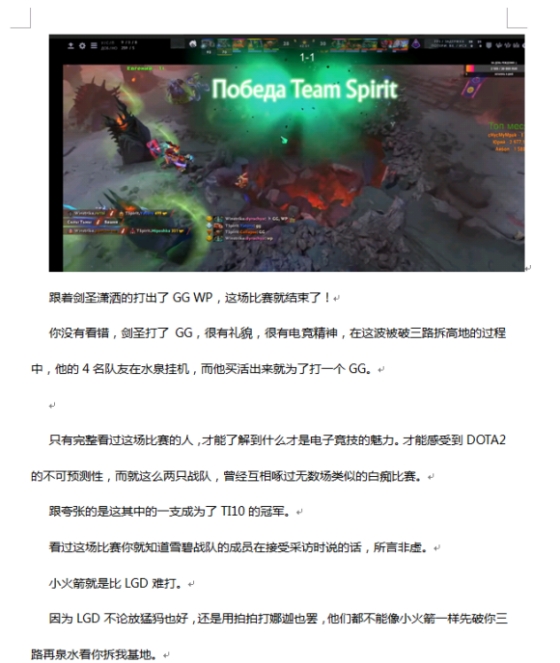 1-1
Победа Team Spirit
跟着剑圣潇洒的打出了 GG WP，这场比赛就结束了！
你没有看错，剑圣打了 GG，很有礼貌，很有电竞精神，在这波被破三路拆高地的过程
中，他的 4 名队友在水泉挂机，而他买活出来就为了打一个 GG。
只有完整看过这场比赛的人，才能了解到什么才是电子竞技的魅力。才能感受到 DOTA2
的不可预测性，而就这么两只战队，曾经互相啄过无数场类似的白痴比赛。
跟夸张的是这其中的一支成为了 TI10 的冠军。
看过这场比赛你就知道雪碧战队的成员在接受采访时说的话，所言非虚。
小火箭就是比 LGD 难打。
因为 LGD 不论放猛犸也好，还是用拍拍打娜迦也罢，他们都不能像小火箭一样先破你三
路再泉水看你拆我基地。